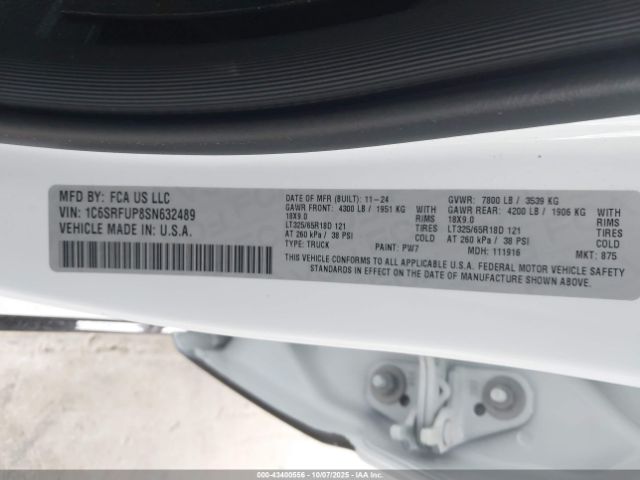 MFD BY: FCA US LLC
VIN: 1C6SRFUP8SN632489
VEHICLE MADE IN: U.S.A.
DATE OF MFR (BUILT): 11-24
GAWR FRONT: 4300 LB / 1951 KG WITH
18X9.0 RIMS
LT325/65R18D 121 TIRES
AT 260 kPa / 38 PSI COLD
TYPE: TRUCK PAINT: PW7
GVWR: 7800 LB / 3539 KG
GAWR REAR: 4200 LB / 1906 KG WITH
18X9.0 RIMS
LT325/65R18D 121 TIRES
AT 260 kPa / 38 PSI COLD
MDH: 111916 MKT: 875
THIS VEHICLE CONFORMS TO ALL APPLICABLE U.S.A. FEDERAL MOTOR VEHICLE SAFETY
STANDARDS IN EFFECT ON THE DATE OF MANUFACTURE SHOWN ABOVE.
000-43400556 - 10/07/2025 - iaai.com